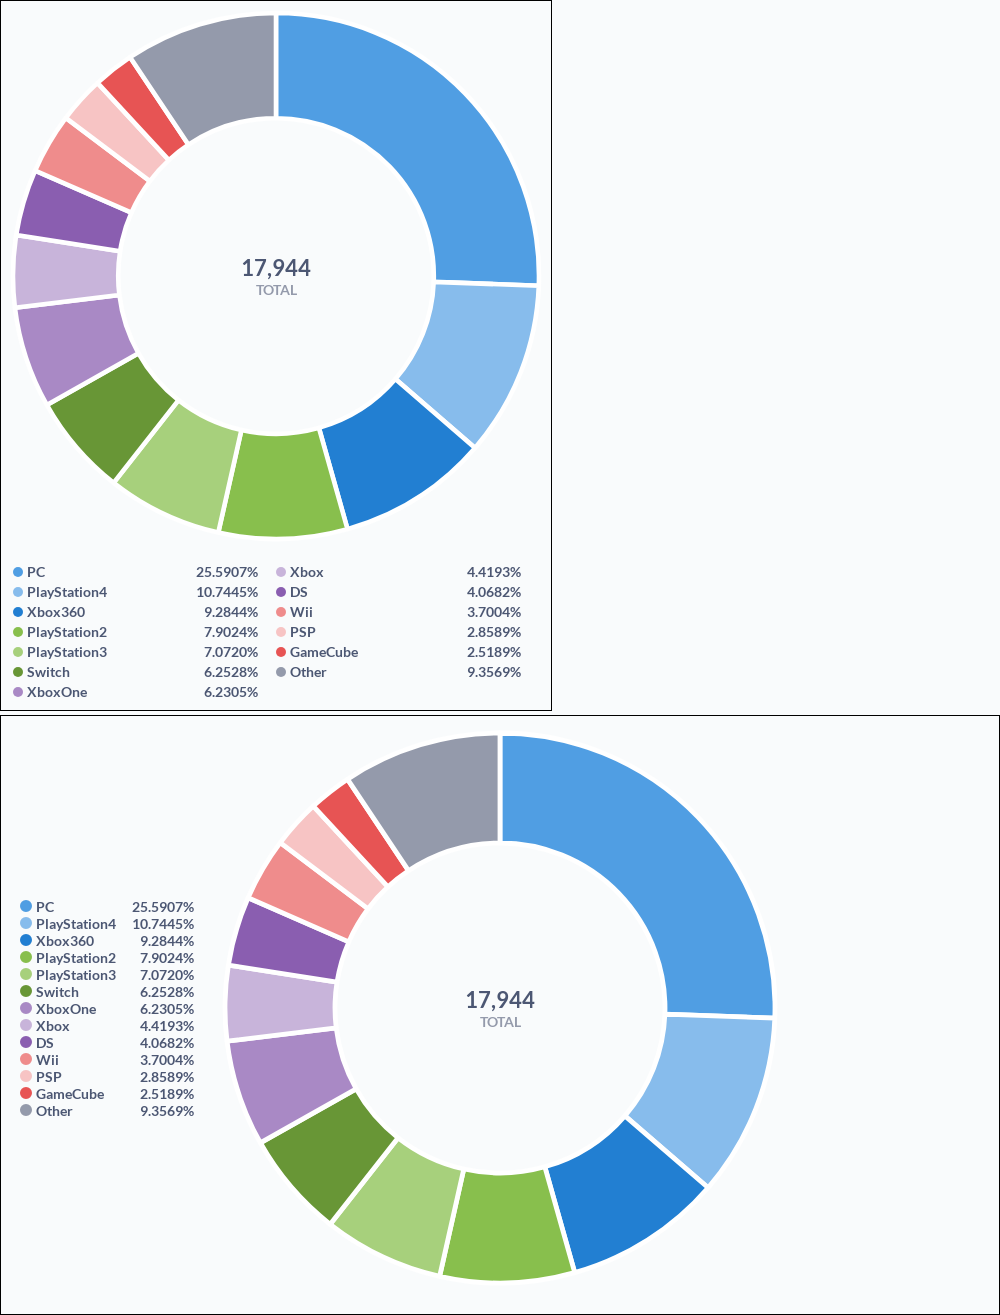 17,944
TOTAL
PC 25.5907%
PlayStation4 10.7445%
Xbox360 9.2844%
PlayStation2 7.9024%
PlayStation3 7.0720%
Switch 6.2528%
XboxOne 6.2305%
Xbox 4.4193%
DS 4.0682%
Wii 3.7004%
PSP 2.8589%
GameCube 2.5189%
Other 9.3569%
PC 25.5907%
PlayStation4 10.7445%
Xbox360 9.2844%
PlayStation2 7.9024%
PlayStation3 7.0720%
Switch 6.2528%
XboxOne 6.2305%
Xbox 4.4193%
DS 4.0682%
Wii 3.7004%
PSP 2.8589%
GameCube 2.5189%
Other 9.3569%
17,944
TOTAL